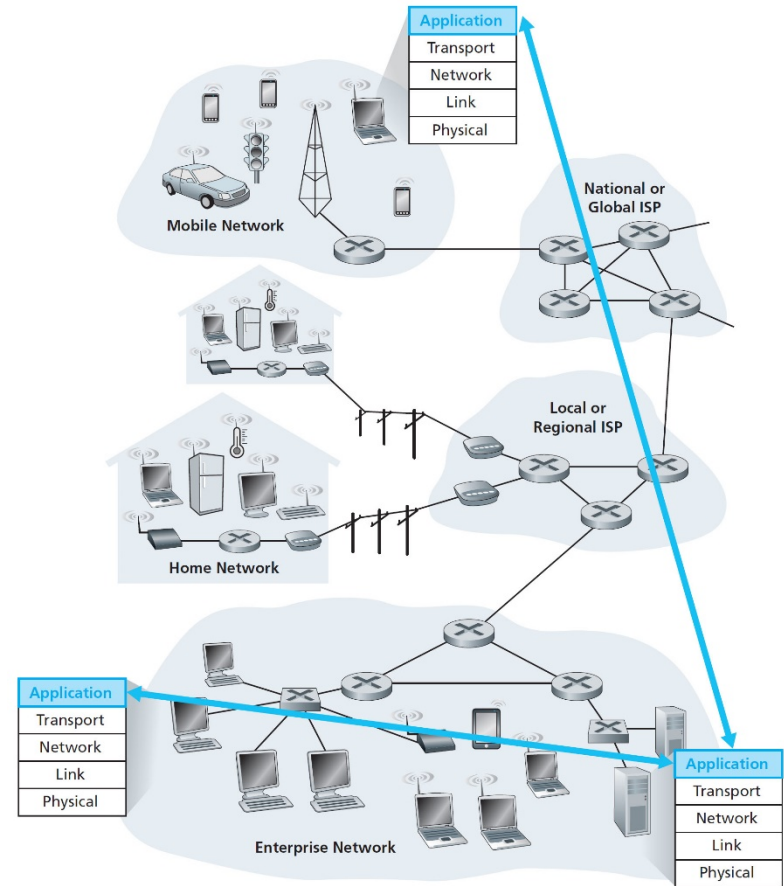 Application
Transport
Network
Link
Physical
National or
Global ISP
Mobile Network
Local or
Regional ISP
Home Network
Application
Transport
Network
Link
Physical
Application
Transport
Network
Link
Physical
Enterprise Network